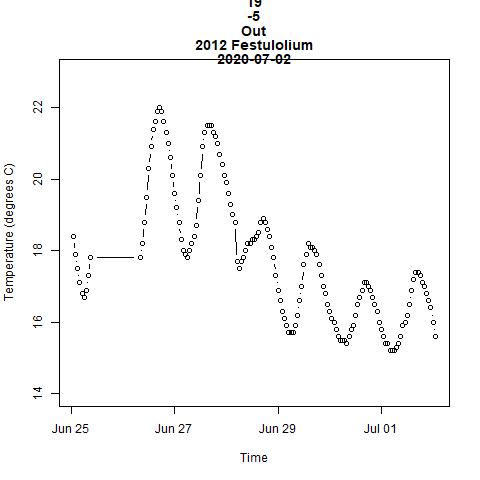 19
-5
Out
2012 Festulolium
2020-07-02
Temperature (degrees C)
22
20
18
16
14
Jun 25
Jun 27
Jun 29
Jul 01
Time